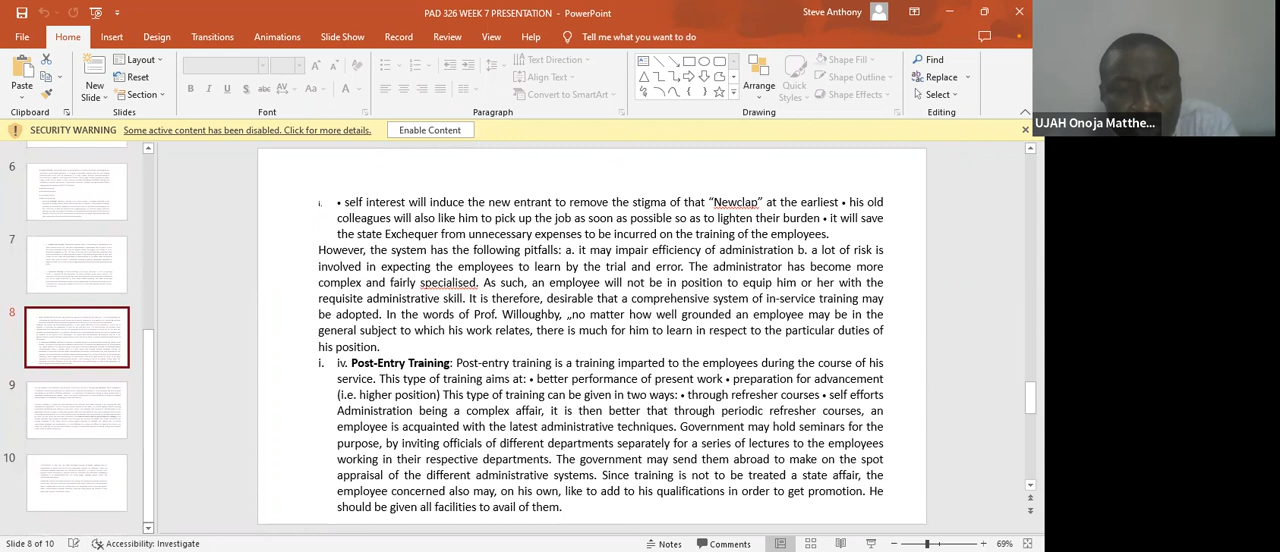 PAD 326 WEEK 7 PRESENTATION - PowerPoint
Steve Anthony
File Home Insert Design Transitions Animations Slide Show Record Review View Help Tell me what you want to do
Paste
Clipboard
New Slide
Layout
Reset
Section
Slides
B I U S abc AV Aa A
Font
Text Direction
Align Text
Convert to SmartArt
Paragraph
Arrange
Quick Styles
Shape Fill
Shape Outline
Shape Effects
Drawing
Find
Replace
Select
Editing
UJAH Onoja Matthe...
SECURITY WARNING Some active content has been disabled. Click for more details. Enable Content
6
7
8
9
10
i. • self interest will induce the new entrant to remove the stigma of that “Newclap” at the earliest • his old
colleagues will also like him to pick up the job as soon as possible so as to lighten their burden • it will save
the state Exchequer from unnecessary expenses to be incurred on the training of the employees.
However, the system has the following pitfalls: a. it may impair efficiency of administration b. a lot of risk is
involved in expecting the employees to learn by the trial and error. The administrator has become more
complex and fairly specialised. As such, an employee will not be in position to equip him or her with the
requisite administrative skill. It is therefore, desirable that a comprehensive system of in-service training may
be adopted. In the words of Prof. Willoughby, „no matter how well grounded an employee may be in the
general subject to which his work relates, there is much for him to learn in respect to the particular duties of
his position.
i. iv. Post-Entry Training: Post-entry training is a training imparted to the employees during the course of his
service. This type of training aims at: • better performance of present work • preparation for advancement
(i.e. higher position) This type of training can be given in two ways: • through refresher courses • self efforts
Administration being a complex affair, it is then better that through periodic refresher courses, an
employee is acquainted with the latest administrative techniques. Government may hold seminars for the
purpose, by inviting officials of different departments separately for a series of lectures to the employees
working in their respective departments. The government may send them abroad to make on the spot
appraisal of the different administrative systems. Since training is not to be treated a state affair, the
employee concerned also may, on his own, like to add to his qualifications in order to get promotion. He
should be given all facilities to avail of them.
Slide 8 of 10 Accessibility: Investigate Notes Comments 69%